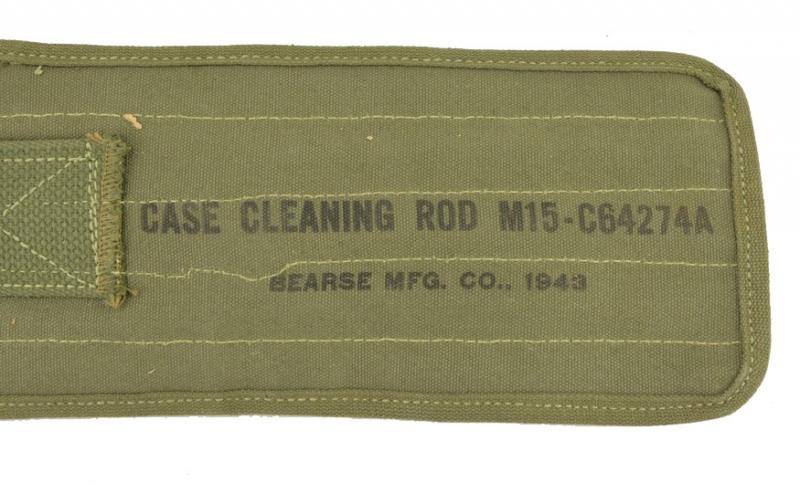 CASE CLEANING ROD M15-C64274A
BEARSE MFG. CO., 1943